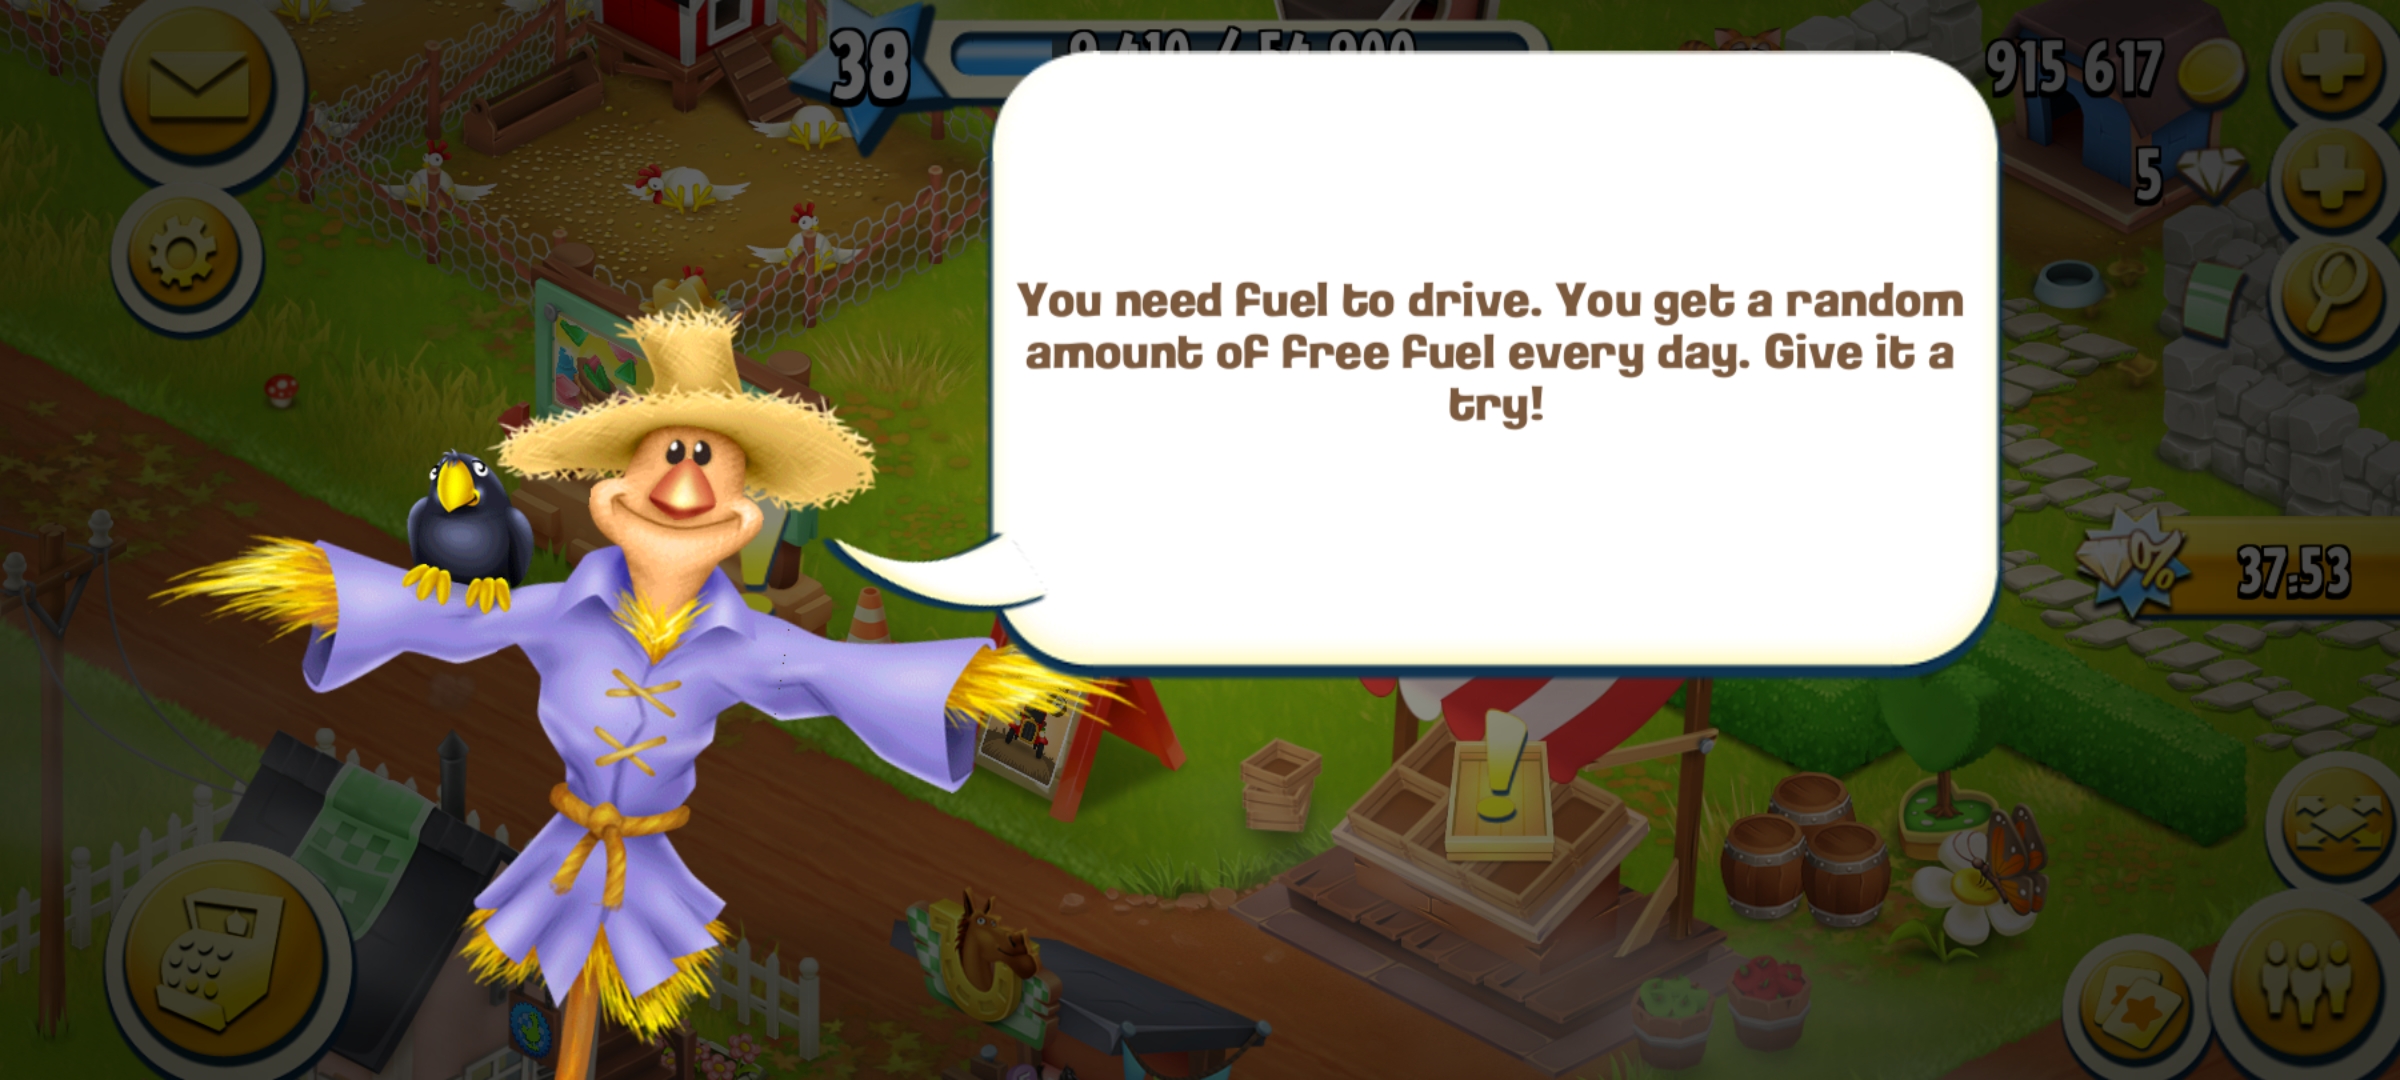 38
915 617
5
You need fuel to drive. You get a random
amount of free fuel every day. Give it a
try!
%
37:53